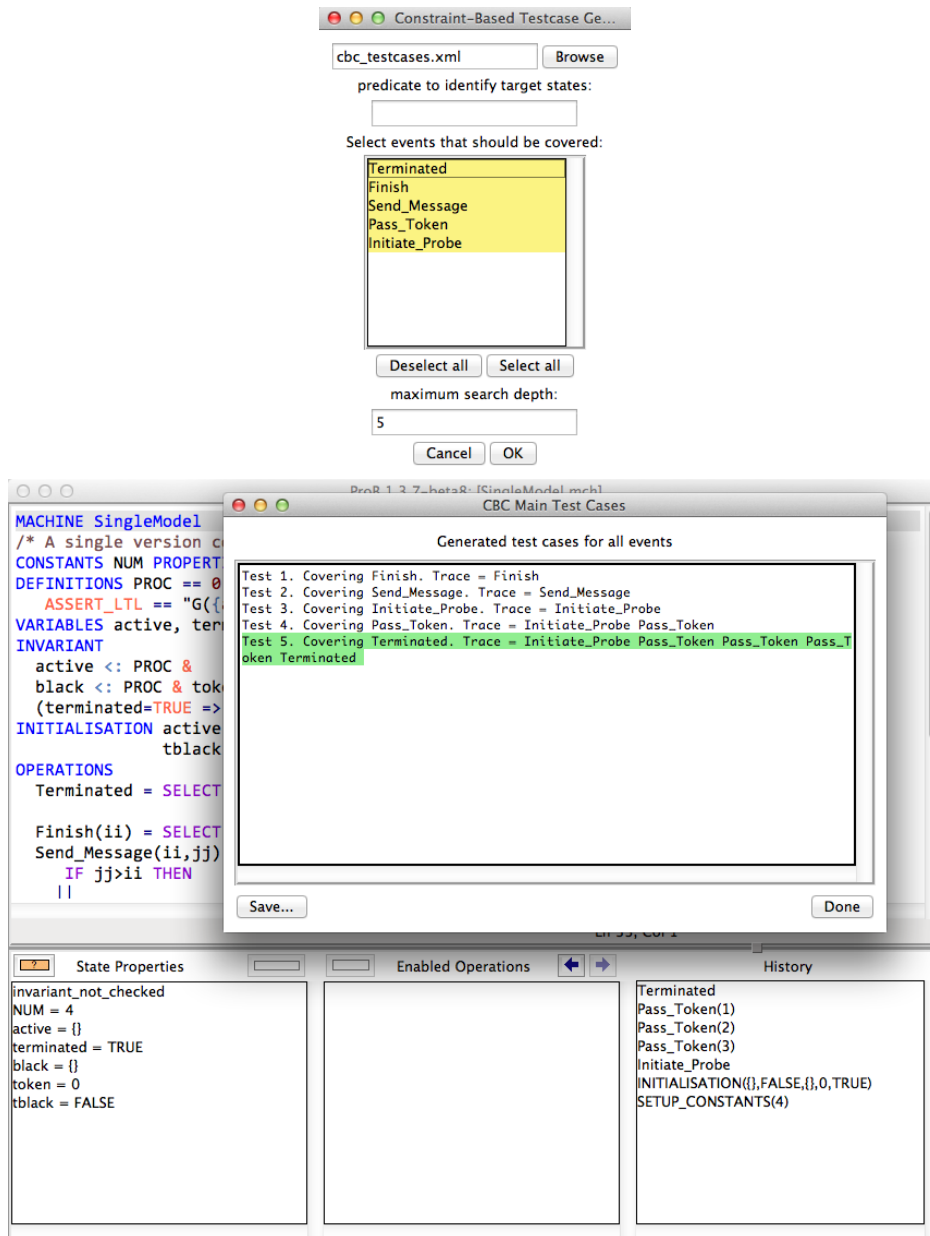 Constraint-Based Testcase Ge...
cbc_testcases.xml Browse
predicate to identify target states:
Select events that should be covered:
Terminated
Finish
Send_Message
Pass_Token
Initiate_Probe
Deselect all Select all
maximum search depth:
5
Cancel OK
ProB 1.3.7-beta8: [SingleModel.mch]
CBC Main Test Cases
MACHINE SingleModel
/* A single version c
CONSTANTS NUM PROPERT
DEFINITIONS PROC == 0
ASSERT_LTL == "G({
VARIABLES active, ter
INVARIANT
active <: PROC &
black <: PROC & tok
(terminated=TRUE =>
INITIALISATION active
tblack
OPERATIONS
Terminated = SELECT
Finish(ii) = SELECT
Send_Message(ii,jj)
IF jj>ii THEN
||
Generated test cases for all events
Test 1. Covering Finish. Trace = Finish
Test 2. Covering Send_Message. Trace = Send_Message
Test 3. Covering Initiate_Probe. Trace = Initiate_Probe
Test 4. Covering Pass_Token. Trace = Initiate_Probe Pass_Token
Test 5. Covering Terminated. Trace = Initiate_Probe Pass_Token Pass_Token Pass_T
oken Terminated
Save... Done
? State Properties
invariant_not_checked
NUM = 4
active = {}
terminated = TRUE
black = {}
token = 0
tblack = FALSE
Enabled Operations
History
Terminated
Pass_Token(1)
Pass_Token(2)
Pass_Token(3)
Initiate_Probe
INITIALISATION({},FALSE,{},0,TRUE)
SETUP_CONSTANTS(4)